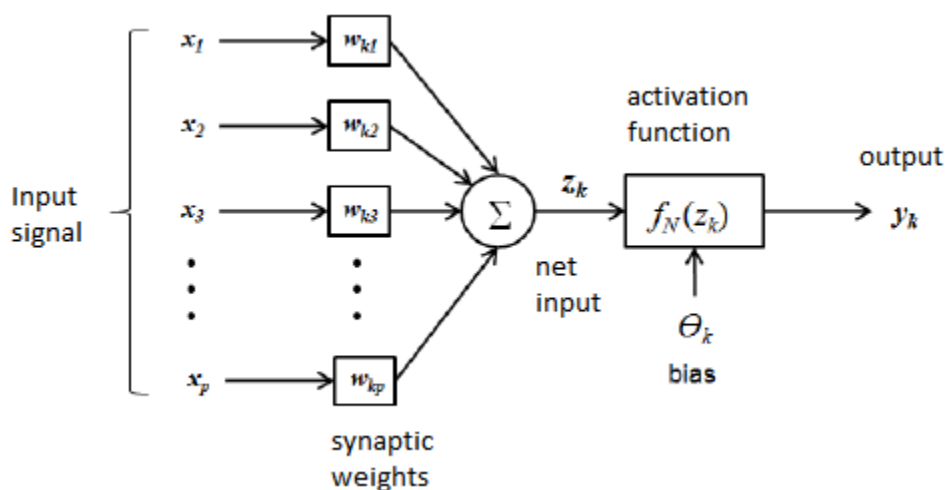 x1
wk1
x2
wk2
activation
function
output
Input
signal
x3
wk3
Σ
zk
fN(zk)
yk
net
input
Θk
bias
xp
wkp
synaptic
weights